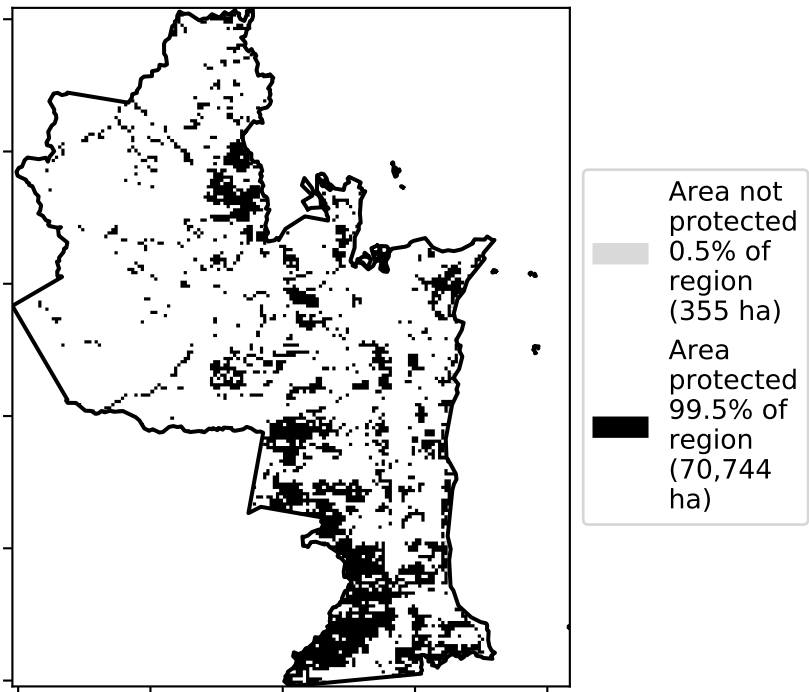 Area not
protected
0.5% of
region
(355 ha)
Area
protected
99.5% of
region
(70,744
ha)